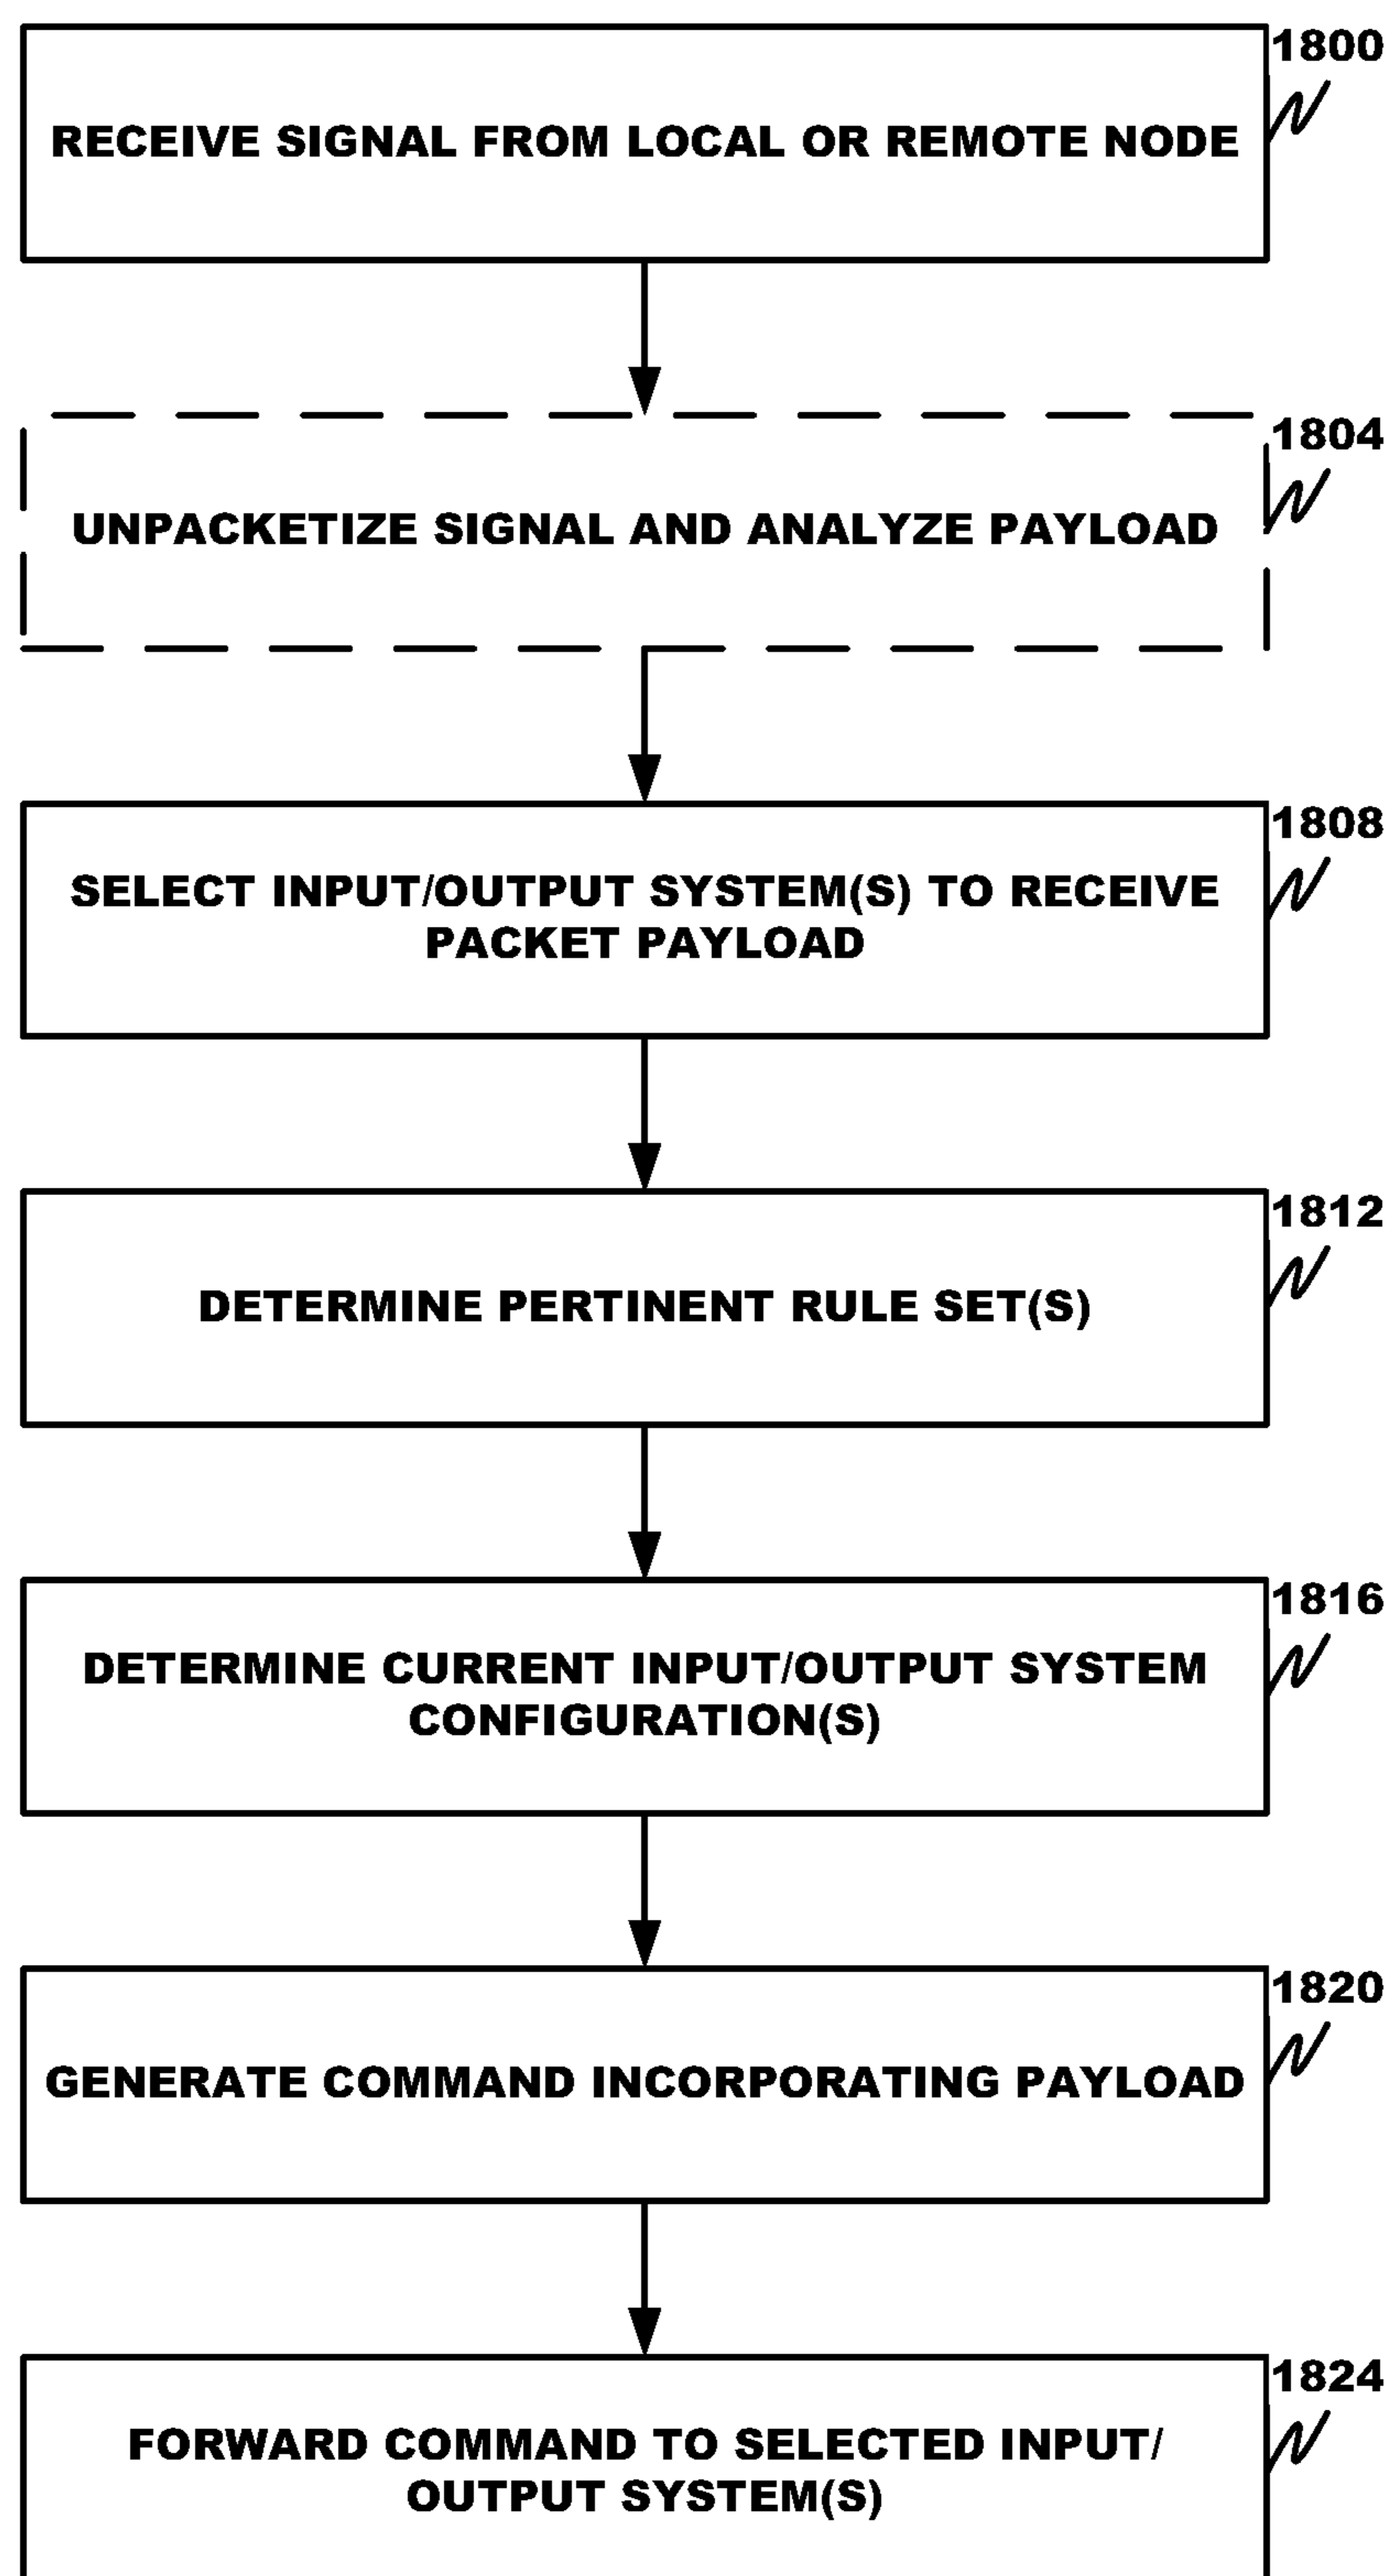 1800
RECEIVE SIGNAL FROM LOCAL OR REMOTE NODE
1804
UNPACKETIZE SIGNAL AND ANALYZE PAYLOAD
1808
SELECT INPUT/OUTPUT SYSTEM(S) TO RECEIVE
PACKET PAYLOAD
1812
DETERMINE PERTINENT RULE SET(S)
1816
DETERMINE CURRENT INPUT/OUTPUT SYSTEM
CONFIGURATION(S)
1820
GENERATE COMMAND INCORPORATING PAYLOAD
1824
FORWARD COMMAND TO SELECTED INPUT/
OUTPUT SYSTEM(S)